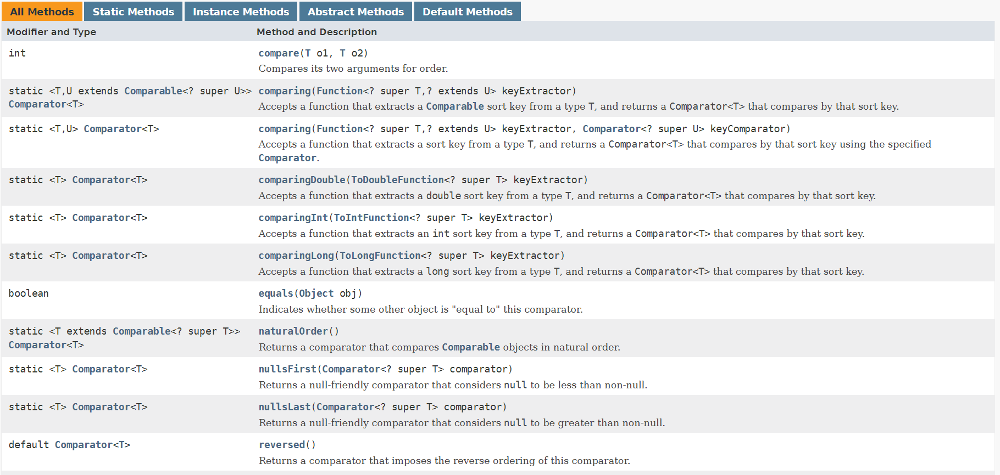 All Methods Static Methods Instance Methods Abstract Methods Default Methods
Modifier and Type Method and Description
int compare(T o1, T o2)
Compares its two arguments for order.
static <T,U extends Comparable<? super U>> comparing(Function<? super T,? extends U> keyExtractor)
Comparator<T> Accepts a function that extracts a Comparable sort key from a type T, and returns a Comparator<T> that compares by that sort key.
static <T,U> Comparator<T> comparing(Function<? super T,? extends U> keyExtractor, Comparator<? super U> keyComparator)
Accepts a function that extracts a sort key from a type T, and returns a Comparator<T> that compares by that sort key using the specified
Comparator.
static <T> Comparator<T> comparingDouble(ToDoubleFunction<? super T> keyExtractor)
Accepts a function that extracts a double sort key from a type T, and returns a Comparator<T> that compares by that sort key.
static <T> Comparator<T> comparingInt(ToIntFunction<? super T> keyExtractor)
Accepts a function that extracts an int sort key from a type T, and returns a Comparator<T> that compares by that sort key.
static <T> Comparator<T> comparingLong(ToLongFunction<? super T> keyExtractor)
Accepts a function that extracts a long sort key from a type T, and returns a Comparator<T> that compares by that sort key.
boolean equals(Object obj)
Indicates whether some other object is "equal to" this comparator.
static <T extends Comparable<? super T>> naturalOrder()
Comparator<T> Returns a comparator that compares Comparable objects in natural order.
static <T> Comparator<T> nullsFirst(Comparator<? super T> comparator)
Returns a null-friendly comparator that considers null to be less than non-null.
static <T> Comparator<T> nullsLast(Comparator<? super T> comparator)
Returns a null-friendly comparator that considers null to be greater than non-null.
default Comparator<T> reversed()
Returns a comparator that imposes the reverse ordering of this comparator.